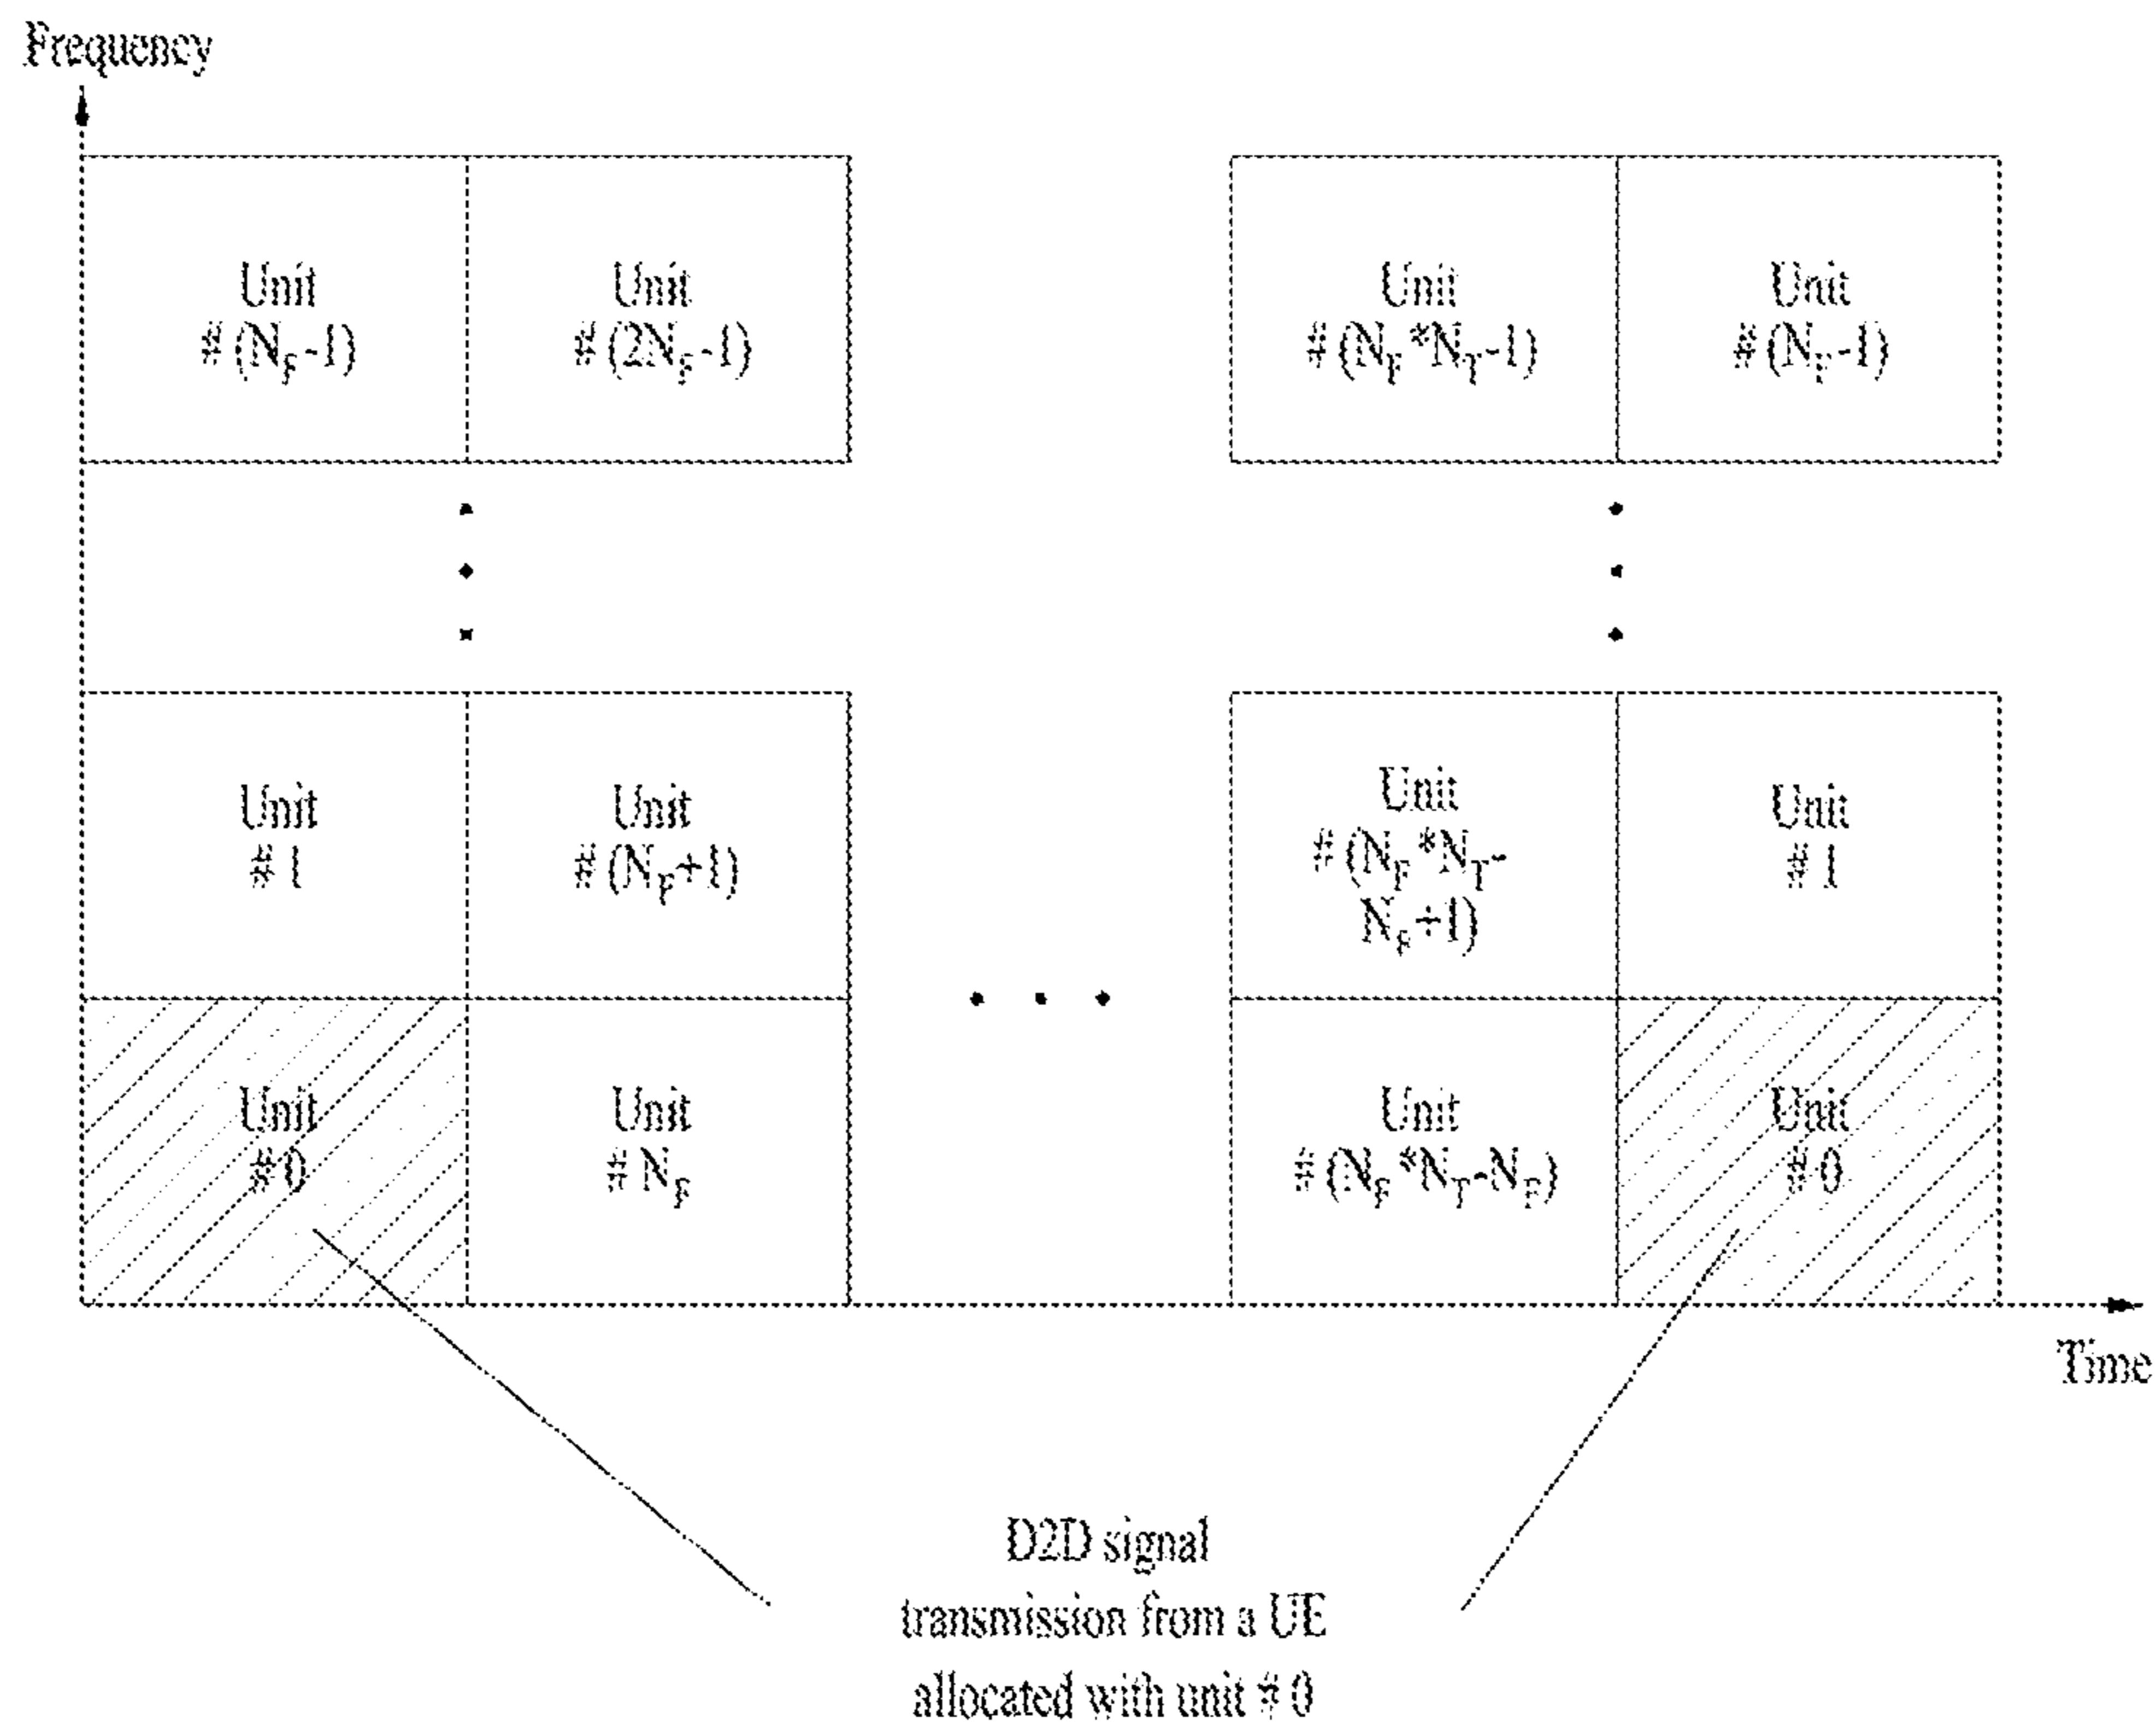 Frequency
Unit
# (N_F-1)
Unit
# (2N_F-1)
Unit
# (N_F*N_T-1)
Unit
# (N_F-1)
Unit
# 1
Unit
# (N_F+1)
Unit
# (N_F*N_T-
N_F+1)
Unit
# 1
Unit
# 0
Unit
# N_F
Unit
# (N_F*N_T-N_F)
Unit
# 0
Time
D2D signal
transmission from a UE
allocated with unit # 0